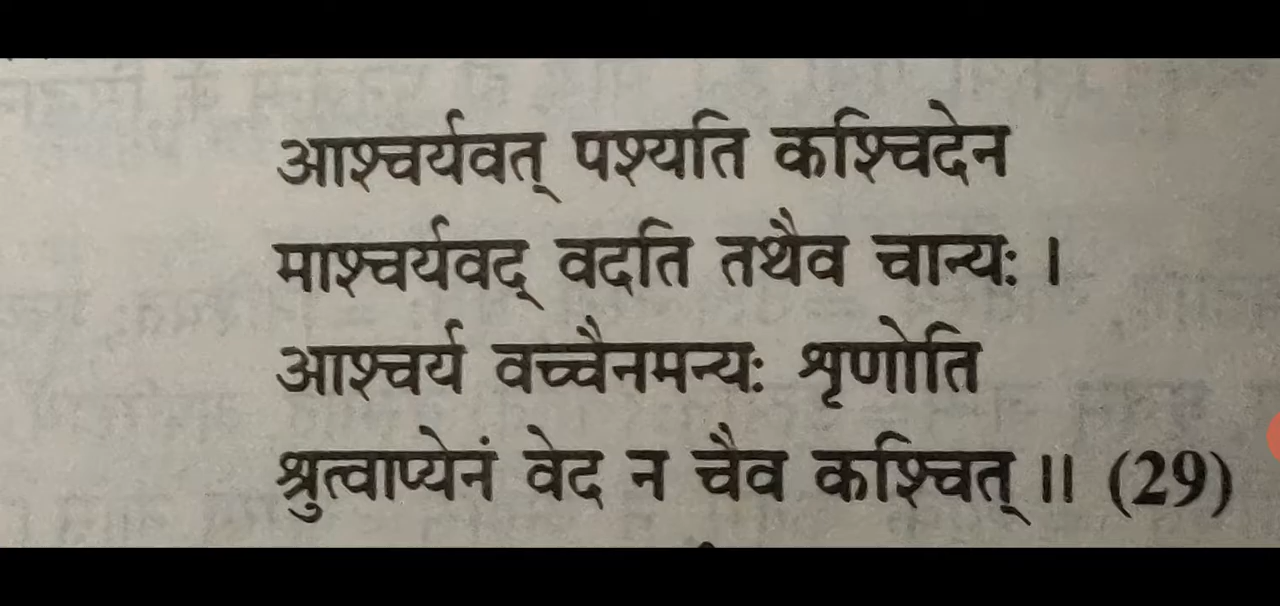 आश्चर्यवत् पश्यति कश्चिदेन
माश्चर्यवद् वदति तथैव चान्यः ।
आश्चर्य वच्चैनमन्यः शृणोति
श्रुत्वाप्येनं वेद न चैव कश्चित् ॥ (29)